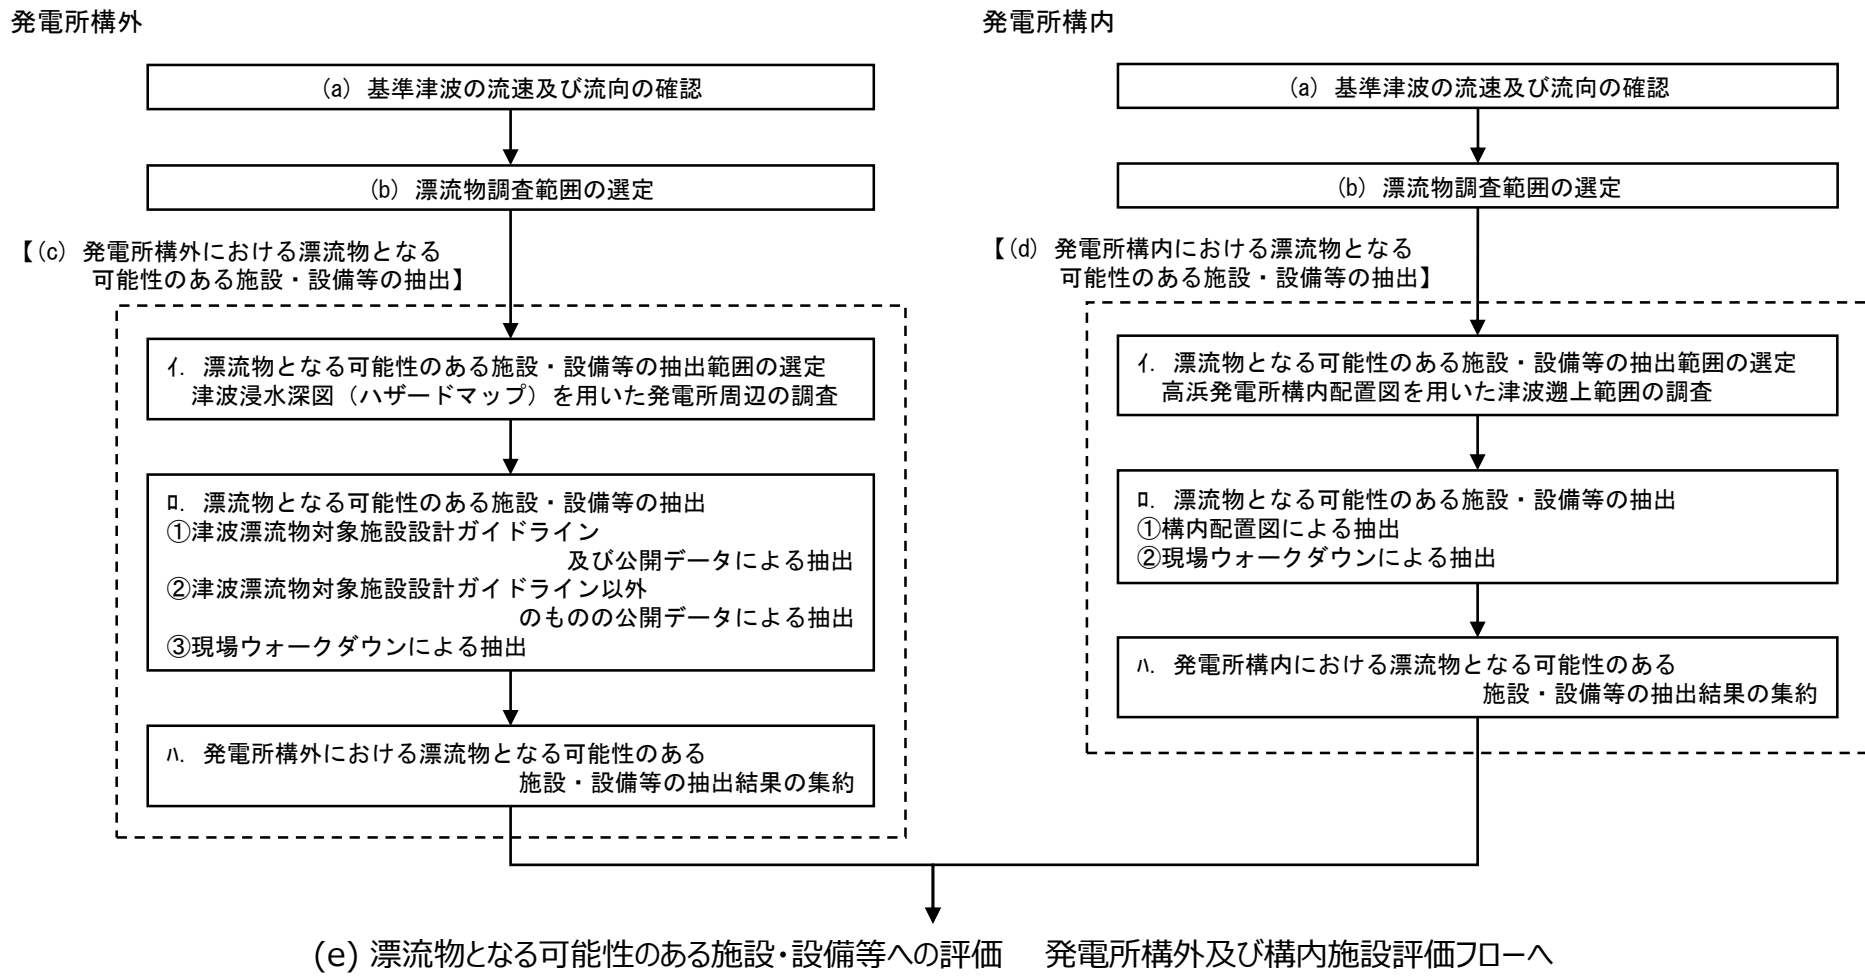 発電所構外
(a) 基準津波の流速及び流向の確認
(b) 漂流物調査範囲の選定
【(c) 発電所構外における漂流物となる
可能性のある施設・設備等の抽出】
ｲ. 漂流物となる可能性のある施設・設備等の抽出範囲の選定
津波浸水深図（ハザードマップ）を用いた発電所周辺の調査
ﾛ. 漂流物となる可能性のある施設・設備等の抽出
①津波漂流物対象施設設計ガイドライン
及び公開データによる抽出
②津波漂流物対象施設設計ガイドライン以外
のものの公開データによる抽出
③現場ウォークダウンによる抽出
ﾊ. 発電所構外における漂流物となる可能性のある
施設・設備等の抽出結果の集約
発電所構内
(a) 基準津波の流速及び流向の確認
(b) 漂流物調査範囲の選定
【(d) 発電所構内における漂流物となる
可能性のある施設・設備等の抽出】
ｲ. 漂流物となる可能性のある施設・設備等の抽出範囲の選定
高浜発電所構内配置図を用いた津波遡上範囲の調査
ﾛ. 漂流物となる可能性のある施設・設備等の抽出
①構内配置図による抽出
②現場ウォークダウンによる抽出
ﾊ. 発電所構内における漂流物となる可能性のある
施設・設備等の抽出結果の集約
(e) 漂流物となる可能性のある施設・設備等への評価　発電所構外及び構内施設評価フローへ